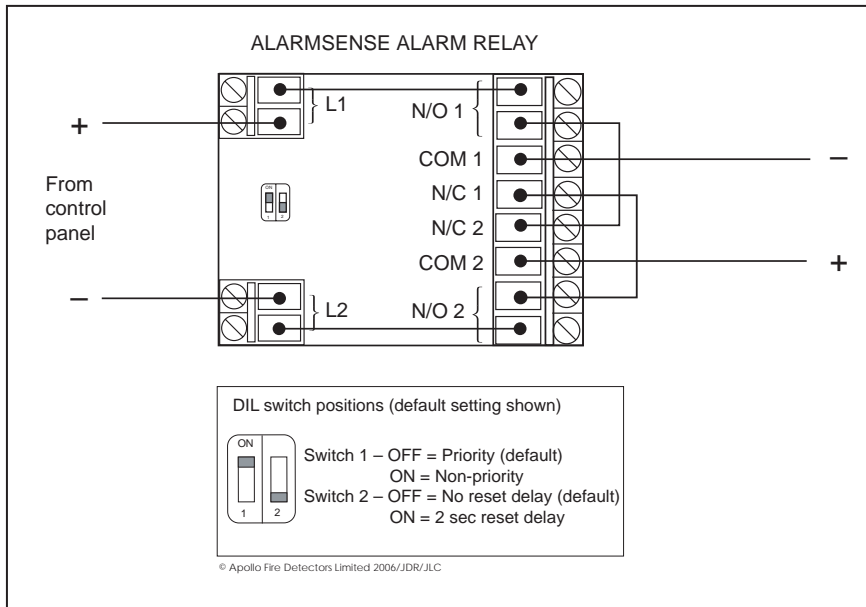 ALARMSENSE ALARM RELAY
L1
N/O 1
+
COM 1
−
From
control
panel
ON
1 2
N/C 1
N/C 2
COM 2
+
−
L2
N/O 2
DIL switch positions (default setting shown)
ON
1 2
Switch 1 – OFF = Priority (default)
ON = Non-priority
Switch 2 – OFF = No reset delay (default)
ON = 2 sec reset delay
© Apollo Fire Detectors Limited 2006/JDR/JLC